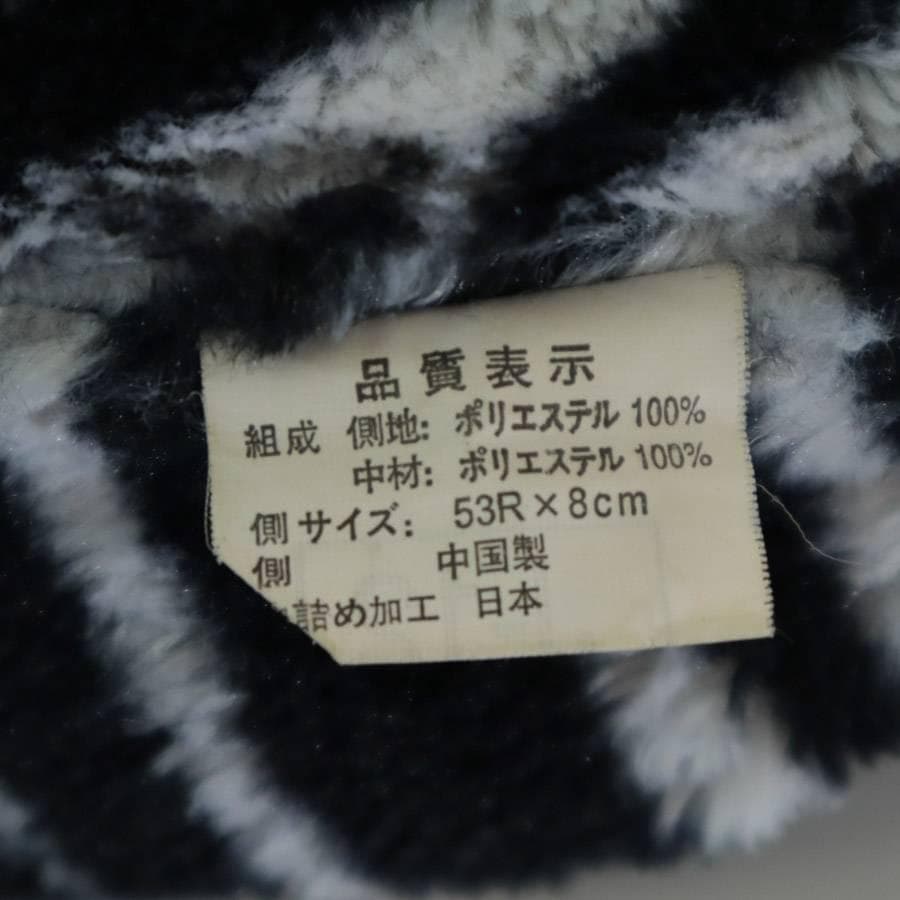 品質表示
組成 側地: ポリエステル 100%
中材: ポリエステル 100%
側サイズ: 53R×8cm
側 中国製
詰め加工 日本